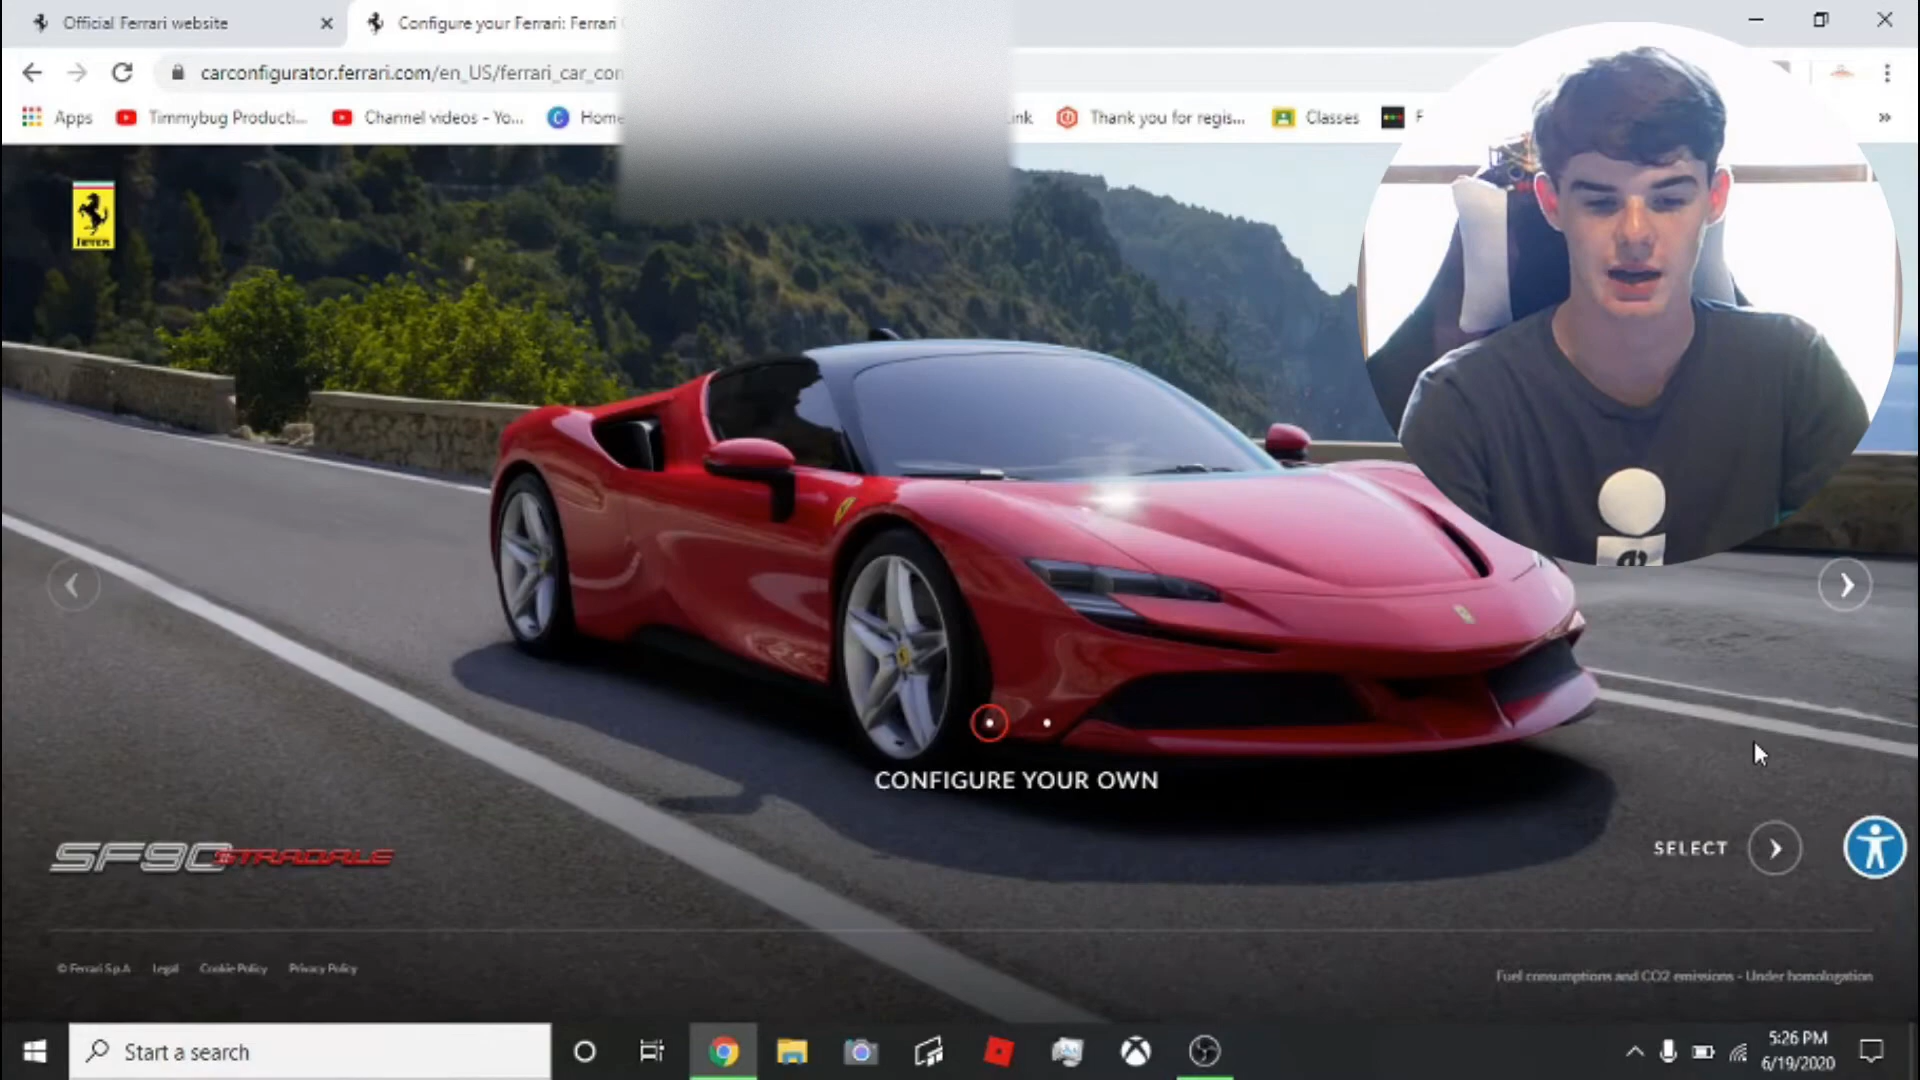 Official Ferrari website
Configure your Ferrari: Ferrari
carconfigurator.ferrari.com/en_US/ferrari_car_con
Apps
Timmybug Producti...
Channel videos - Yo...
Home
ink
Thank you for regis...
Classes
F
»
Ferrari
CONFIGURE YOUR OWN
SF90 STRADALE
SELECT
© Ferrari S.p.A Legal Cookie Policy Privacy Policy
Fuel consumptions and CO2 emissions - Under homologation
Start a search
5:26 PM
6/19/2020